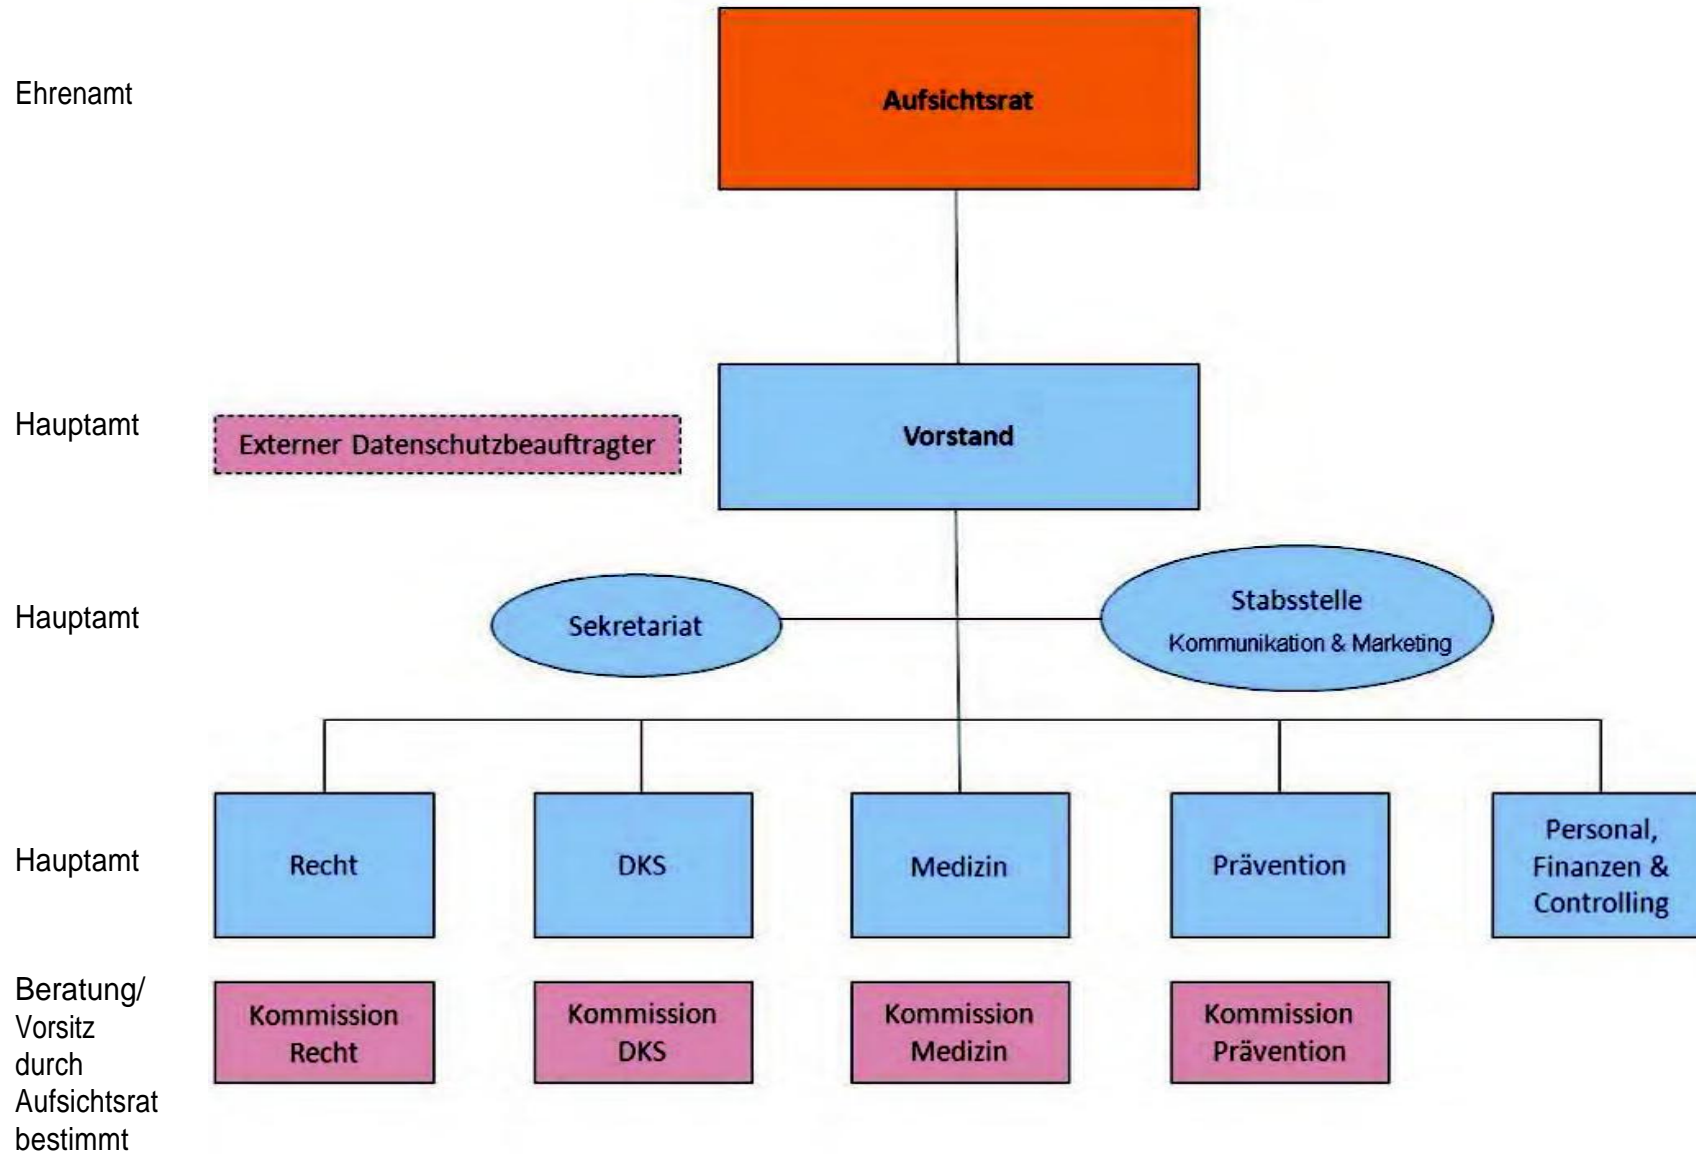 Ehrenamt
Aufsichtsrat
Hauptamt
Externer Datenschutzbeauftragter
Vorstand
Hauptamt
Sekretariat
Stabsstelle
Kommunikation & Marketing
Hauptamt
Recht
DKS
Medizin
Prävention
Personal,
Finanzen &
Controlling
Beratung/
Vorsitz
durch
Aufsichtsrat
bestimmt
Kommission
Recht
Kommission
DKS
Kommission
Medizin
Kommission
Prävention